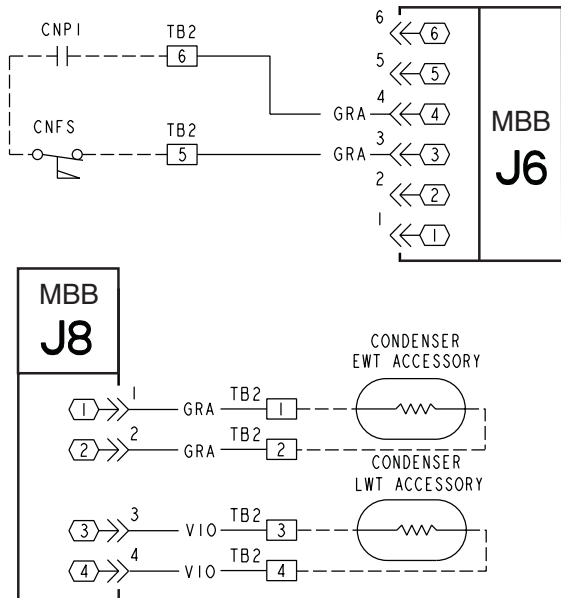 CNPI TB2
6
6
6
5
5
4
GRA
4
CNFS
TB2
5
GRA
3
3
2
2
1
1
MBB
J6
MBB
J8
CONDENSER
EWT ACCESSORY
1
1
GRA
TB2
1
2
2
GRA
TB2
2
CONDENSER
LWT ACCESSORY
3
3
VIO
TB2
3
4
4
VIO
TB2
4